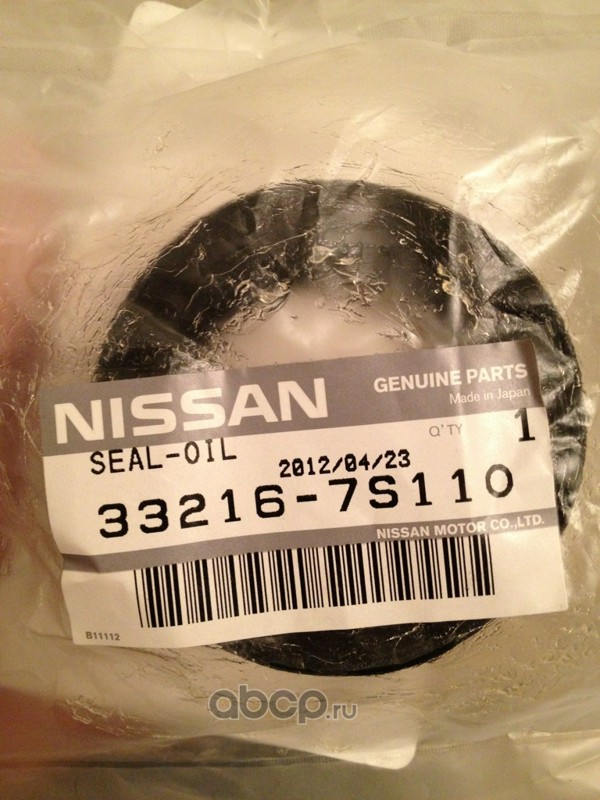 NISSAN
GENUINE PARTS
Made in Japan
SEAL-OIL
Q'TY 1
2012/04/23
33216-7S110
NISSAN MOTOR CO.,LTD.
B11112
abcp.ru